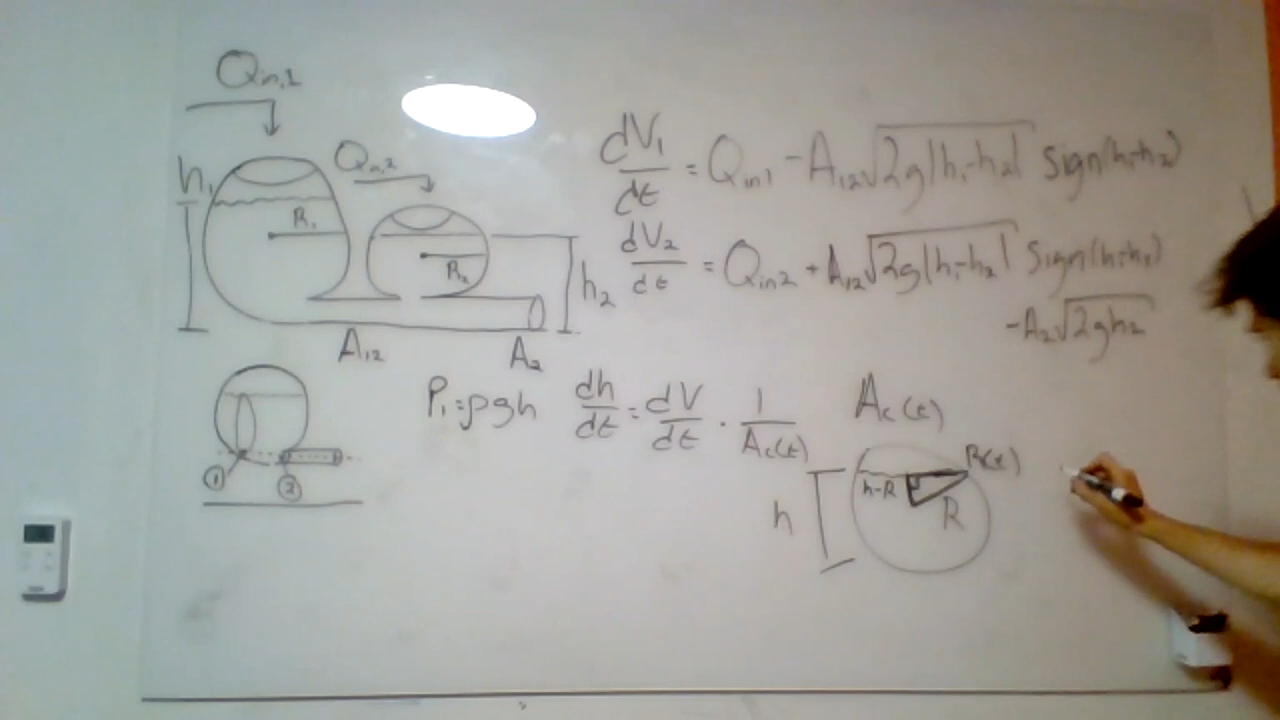 Qin,1
h1
Qin,2
R1
R2
h2
A12
A2
dV1/dt = Qin1 - A12√2g|h1-h2| sign(h1-h2)
dV2/dt = Qin2 + A12√2g|h1-h2| sign(h1-h2)
-A2√2gh2
P1=ρgh
dh/dt = dV/dt · 1/Ac(t)
Ac(t)
1
2
h
h-R
R